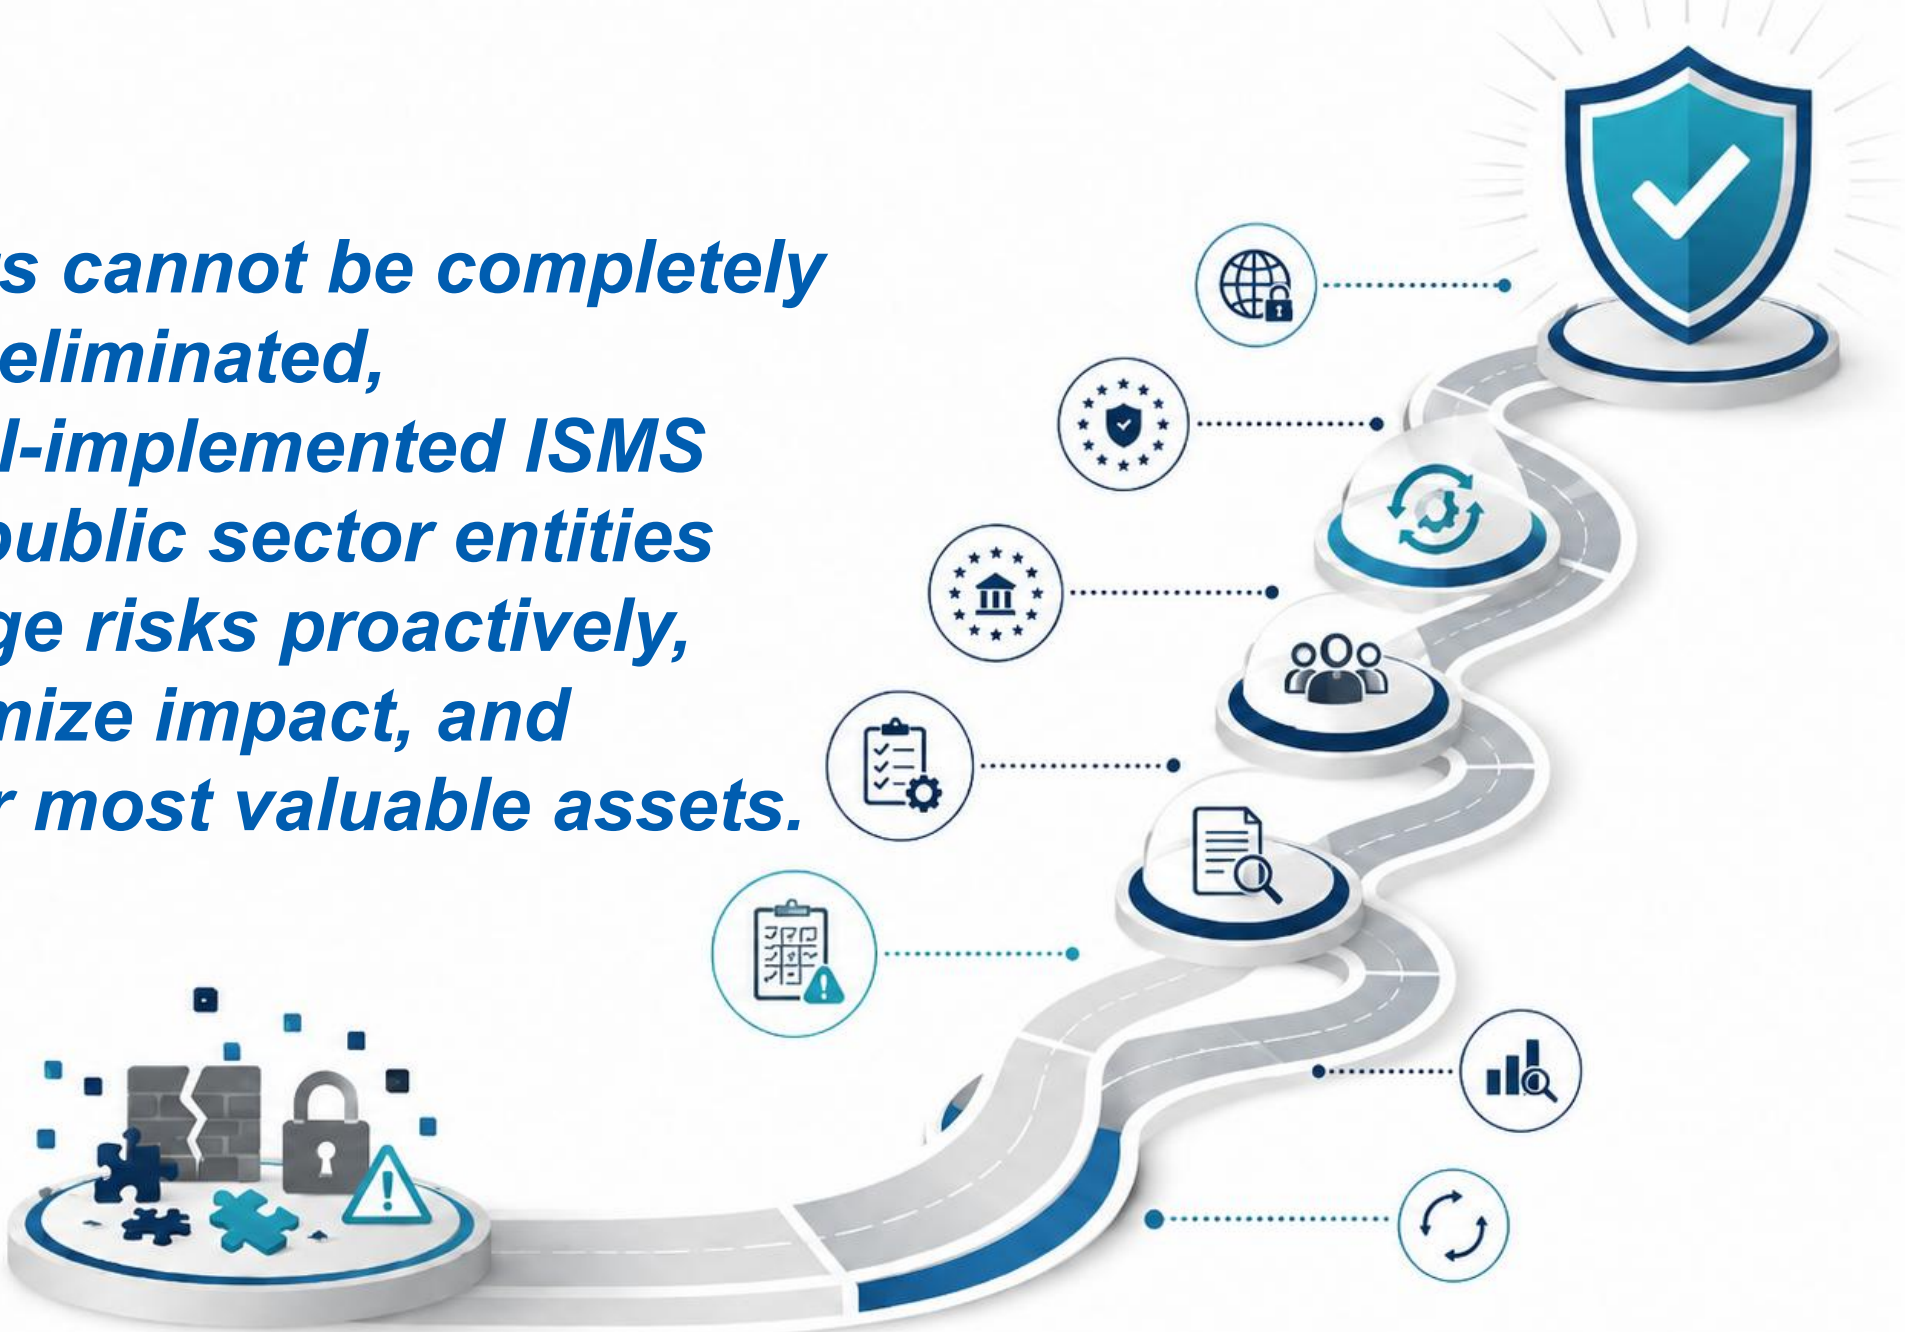 cannot be completely
eliminated,
l-implemented ISMS
public sector entities
ge risks proactively,
mize impact, and
r most valuable assets.